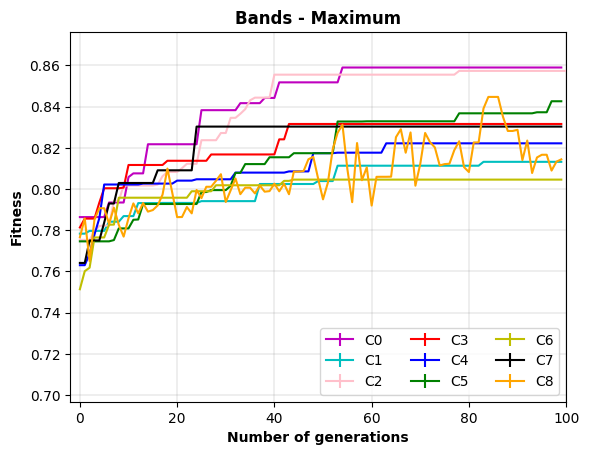 Bands - Maximum
Fitness
0.86
0.84
0.82
0.80
0.78
0.76
0.74
0.72
0.70
C0 C3 C6
C1 C4 C7
C2 C5 C8
0 20 40 60 80 100
Number of generations